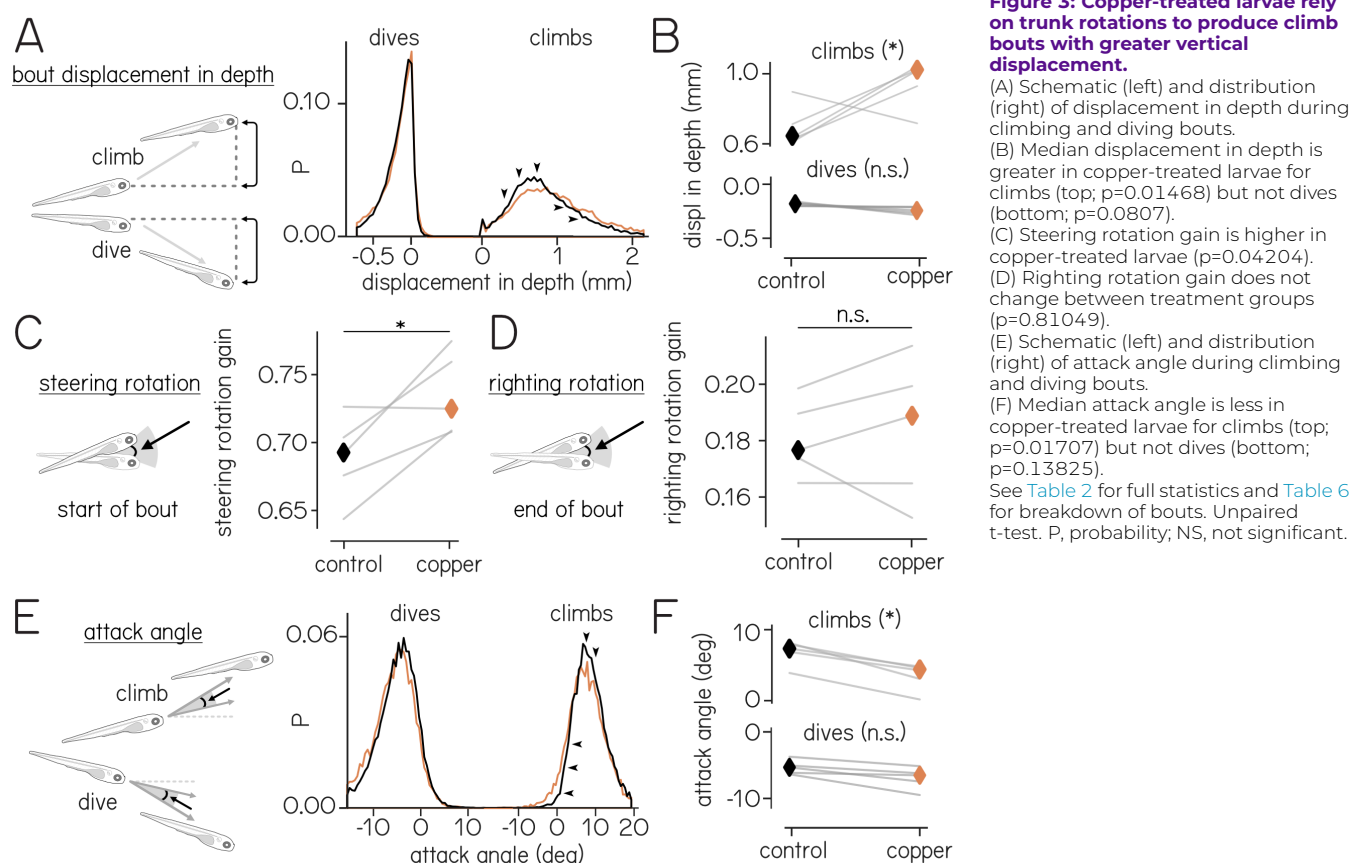 A
bout displacement in depth
climb
dive
dives
climbs
P
0.10
0.00
-0.5 0 0 1 2
displacement in depth (mm)
B
climbs (*)
displ in depth (mm)
1.0
0.6
dives (n.s.)
0.0
-0.5
control
copper
C
steering rotation
start of bout
steering rotation gain
*
0.75
0.70
0.65
control
copper
D
righting rotation
end of bout
righting rotation gain
n.s.
0.20
0.18
0.16
control
copper
E
attack angle
climb
dive
dives
climbs
P
0.06
0.00
-10 0 10 -10 0 10 20
attack angle (deg)
F
climbs (*)
attack angle (deg)
10
0
dives (n.s.)
0
-10
control
copper
Figure 3: Copper-treated larvae rely
on trunk rotations to produce climb
bouts with greater vertical
displacement.
(A) Schematic (left) and distribution
(right) of displacement in depth during
climbing and diving bouts.
(B) Median displacement in depth is
greater in copper-treated larvae for
climbs (top; p=0.01468) but not dives
(bottom; p=0.0807).
(C) Steering rotation gain is higher in
copper-treated larvae (p=0.04204).
(D) Righting rotation gain does not
change between treatment groups
(p=0.81049).
(E) Schematic (left) and distribution
(right) of attack angle during climbing
and diving bouts.
(F) Median attack angle is less in
copper-treated larvae for climbs (top;
p=0.01707) but not dives (bottom;
p=0.13825).
See Table 2 for full statistics and Table 6
for breakdown of bouts. Unpaired
t-test. P, probability; NS, not significant.